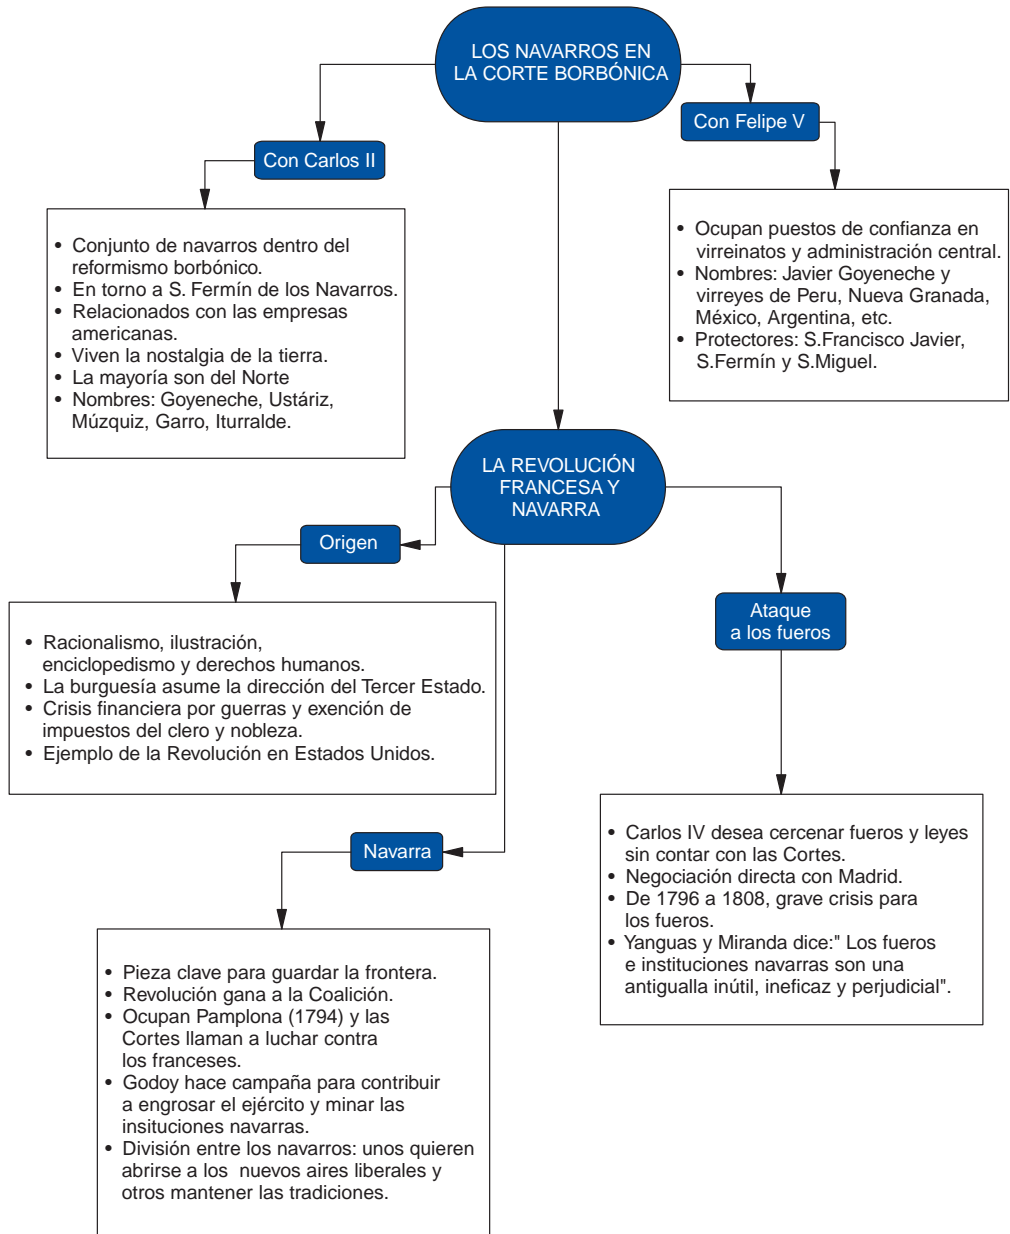 LOS NAVARROS EN
LA CORTE BORBÓNICA
Con Felipe V
Con Carlos II
• Conjunto de navarros dentro del
reformismo borbónico.
• En torno a S. Fermín de los Navarros.
• Relacionados con las empresas
americanas.
• Viven la nostalgia de la tierra.
• La mayoría son del Norte
• Nombres: Goyeneche, Ustáriz,
Múzquiz, Garro, Iturralde.
• Ocupan puestos de confianza en
virreinatos y administración central.
• Nombres: Javier Goyeneche y
virreyes de Peru, Nueva Granada,
México, Argentina, etc.
• Protectores: S.Francisco Javier,
S.Fermín y S.Miguel.
LA REVOLUCIÓN
FRANCESA Y
NAVARRA
Origen
• Racionalismo, ilustración,
enciclopedismo y derechos humanos.
• La burguesía asume la dirección del Tercer Estado.
• Crisis financiera por guerras y exención de
impuestos del clero y nobleza.
• Ejemplo de la Revolución en Estados Unidos.
Ataque
a los fueros
• Carlos IV desea cercenar fueros y leyes
sin contar con las Cortes.
• Negociación directa con Madrid.
• De 1796 a 1808, grave crisis para
los fueros.
• Yanguas y Miranda dice:" Los fueros
e instituciones navarras son una
antigualla inútil, ineficaz y perjudicial".
Navarra
• Pieza clave para guardar la frontera.
• Revolución gana a la Coalición.
• Ocupan Pamplona (1794) y las
Cortes llaman a luchar contra
los franceses.
• Godoy hace campaña para contribuir
a engrosar el ejército y minar las
insituciones navarras.
• División entre los navarros: unos quieren
abrirse a los nuevos aires liberales y
otros mantener las tradiciones.